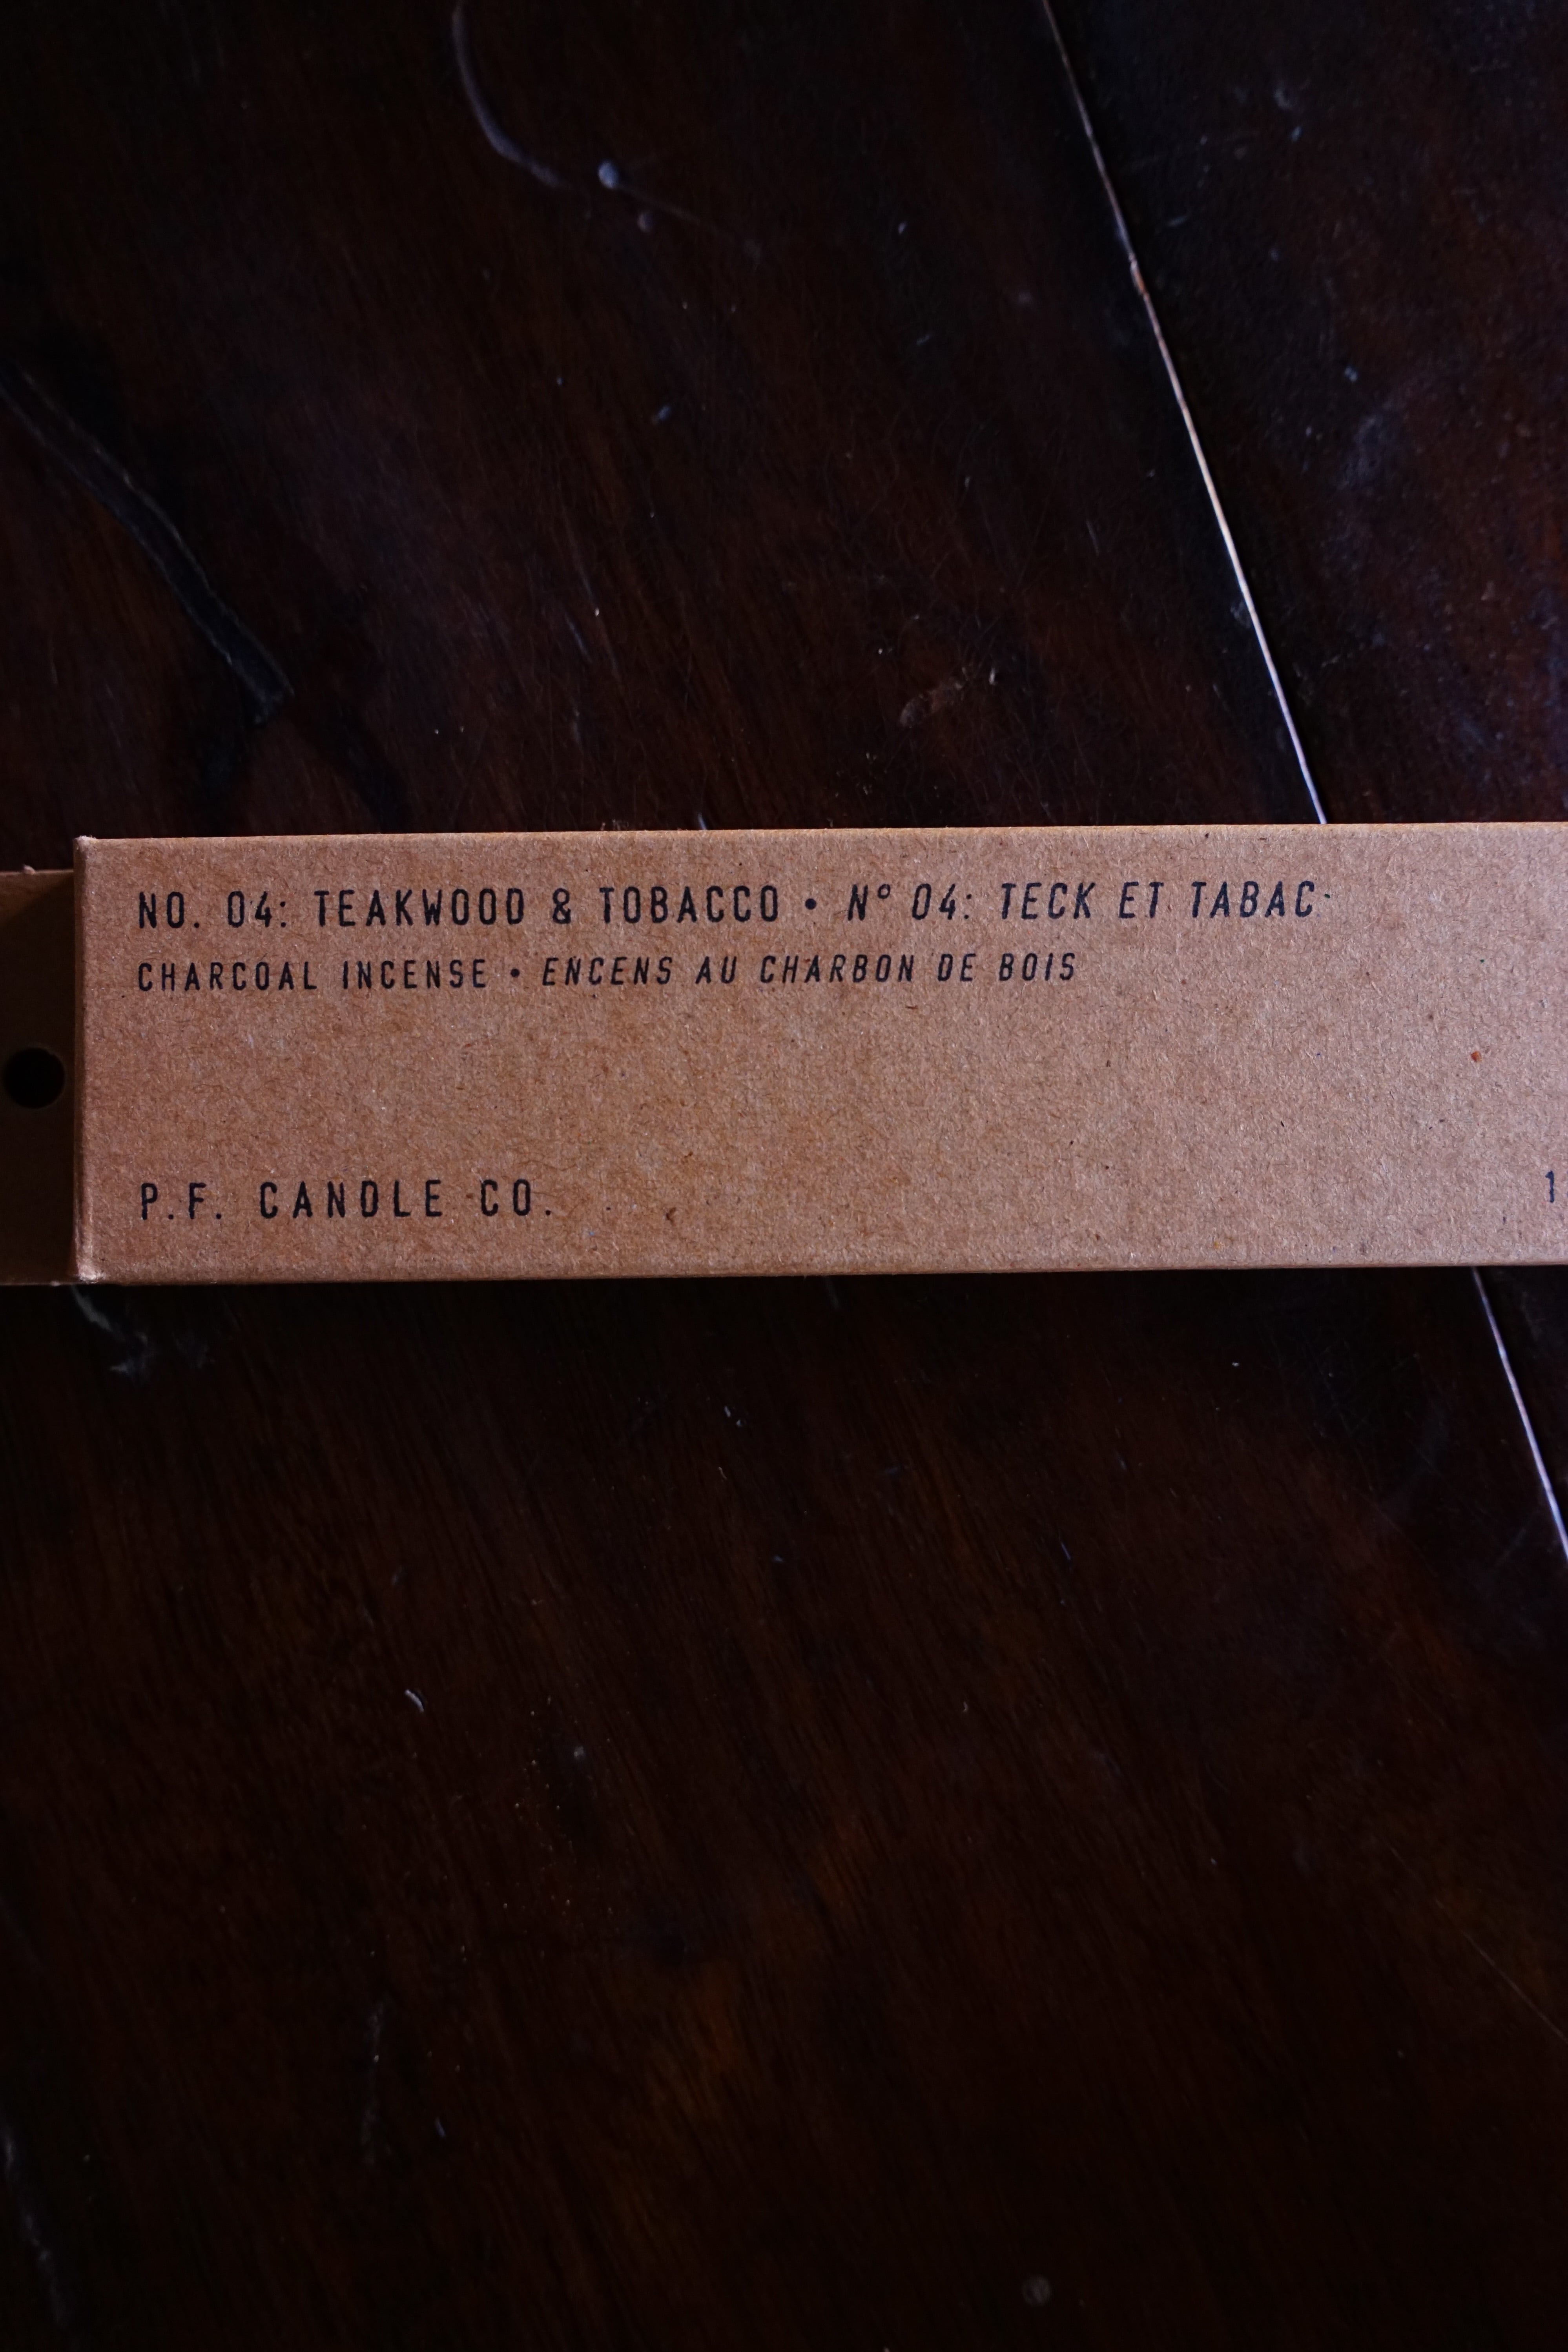 NO. 04: TEAKWOOD & TOBACCO • N° 04: TECK ET TABAC
CHARCOAL INCENSE • ENCENS AU CHARBON DE BOIS
P.F. CANDLE CO.